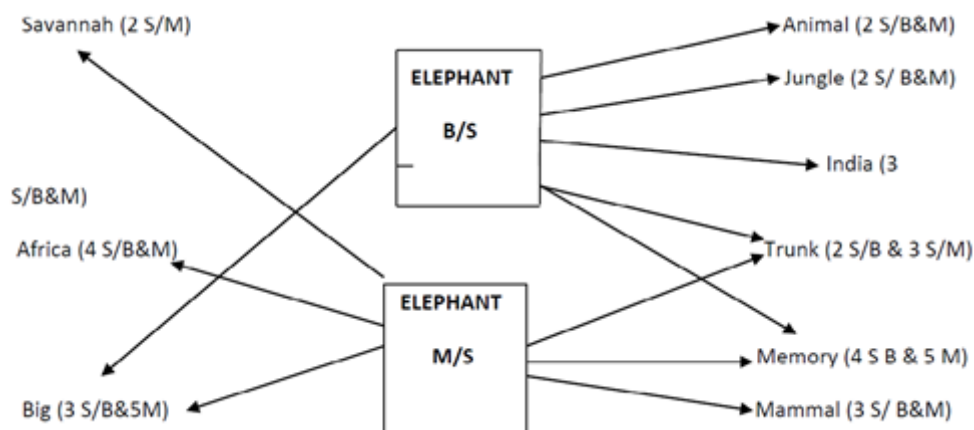 Savannah (2 S/M)
Animal (2 S/B&M)
ELEPHANT
B/S
Jungle (2 S/ B&M)
India (3
S/B&M)
Africa (4 S/B&M)
Trunk (2 S/B & 3 S/M)
ELEPHANT
M/S
Memory (4 S B & 5 M)
Big (3 S/B&5M)
Mammal (3 S/ B&M)